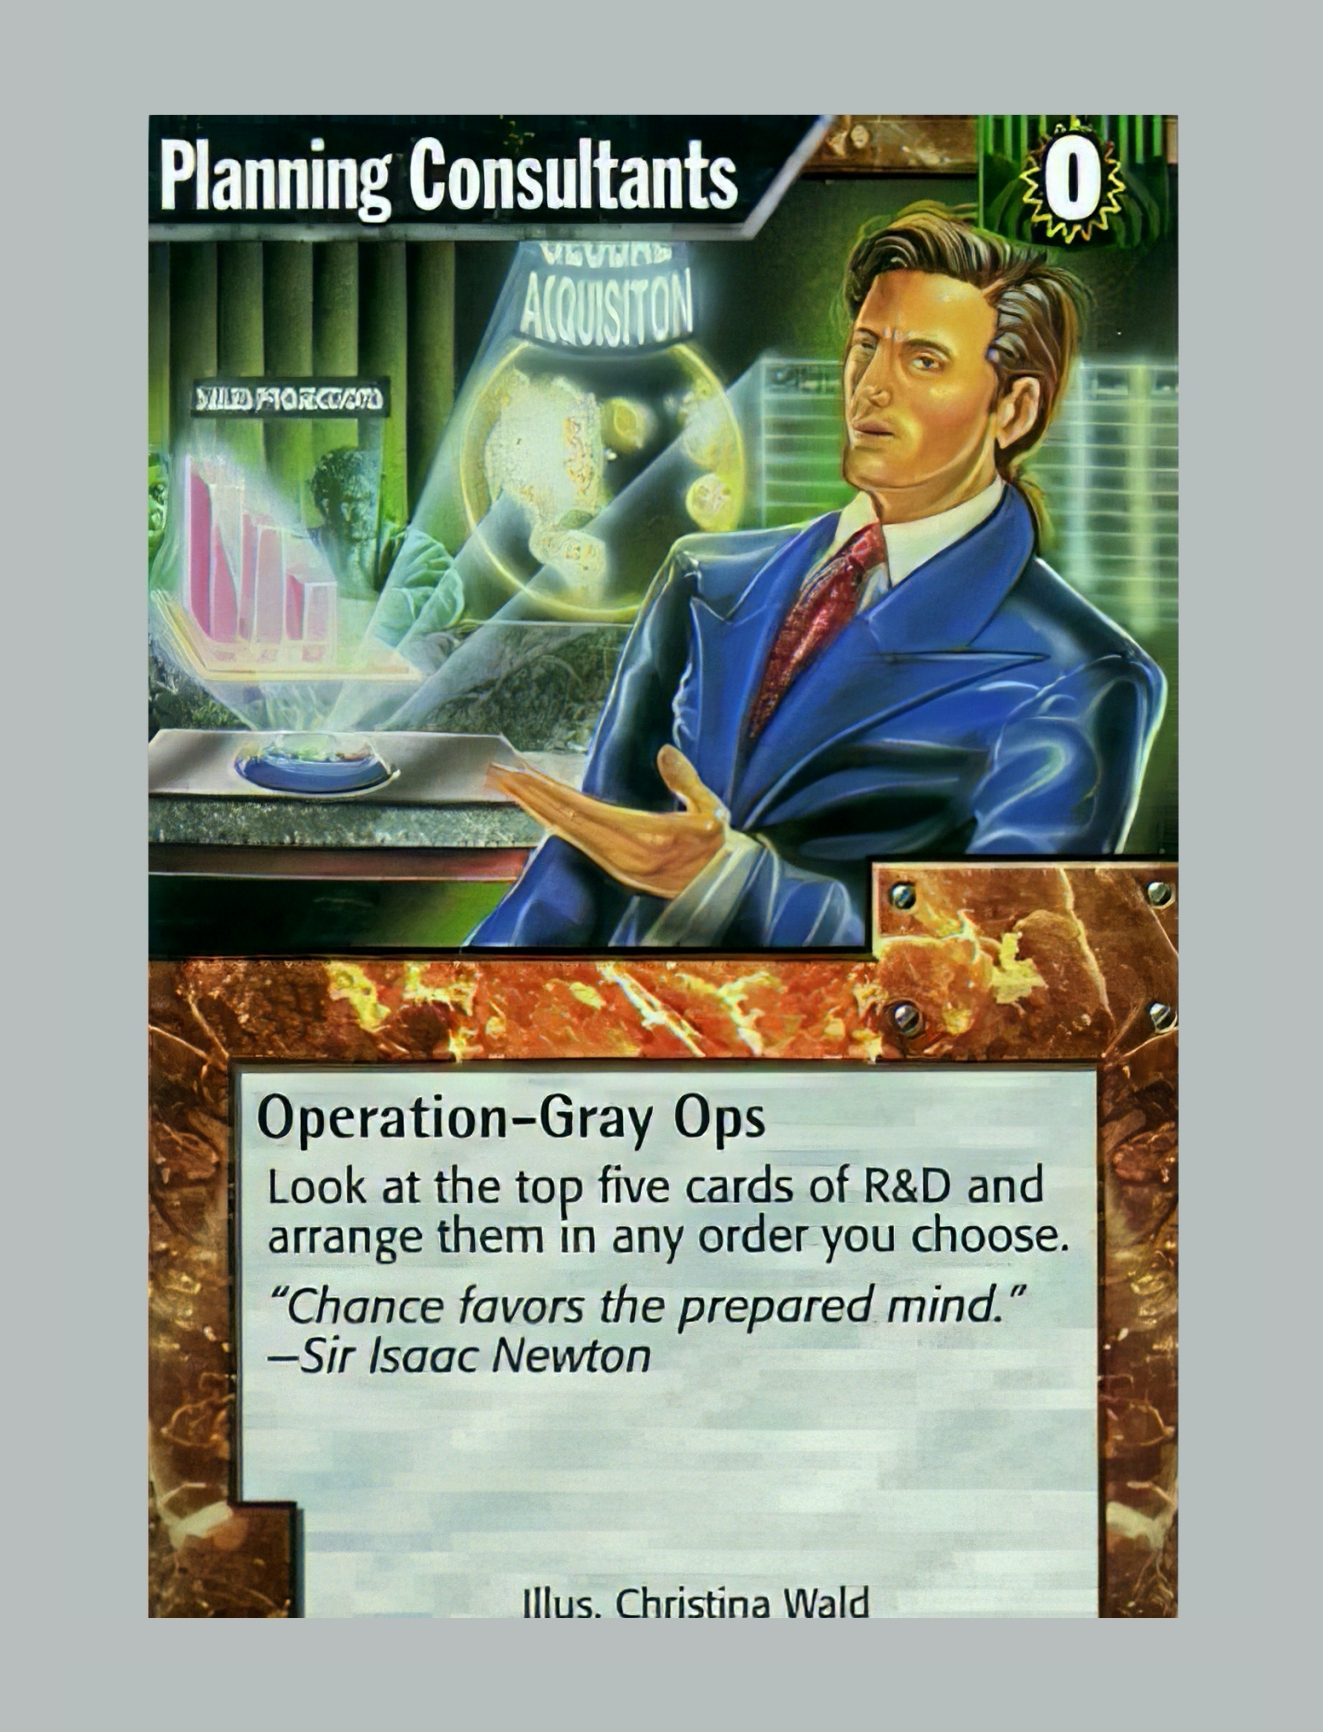 Planning Consultants
0
GLOBAL
ACQUISITON
Operation–Gray Ops
Look at the top five cards of R&D and
arrange them in any order you choose.
“Chance favors the prepared mind.”
–Sir Isaac Newton
Illus. Christina Wald